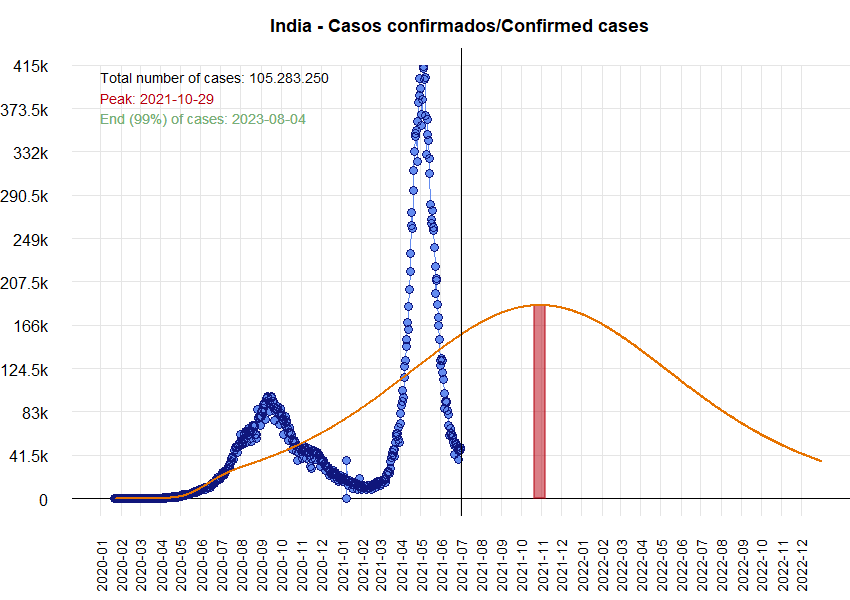 India - Casos confirmados/Confirmed cases
415k
373.5k
332k
290.5k
249k
207.5k
166k
124.5k
83k
41.5k
0
Total number of cases: 105.283.250
Peak: 2021-10-29
End (99%) of cases: 2023-08-04
2020-01
2020-02
2020-03
2020-04
2020-05
2020-06
2020-07
2020-08
2020-09
2020-10
2020-11
2020-12
2021-01
2021-02
2021-03
2021-04
2021-05
2021-06
2021-07
2021-08
2021-09
2021-10
2021-11
2021-12
2022-01
2022-02
2022-03
2022-04
2022-05
2022-06
2022-07
2022-08
2022-09
2022-10
2022-11
2022-12